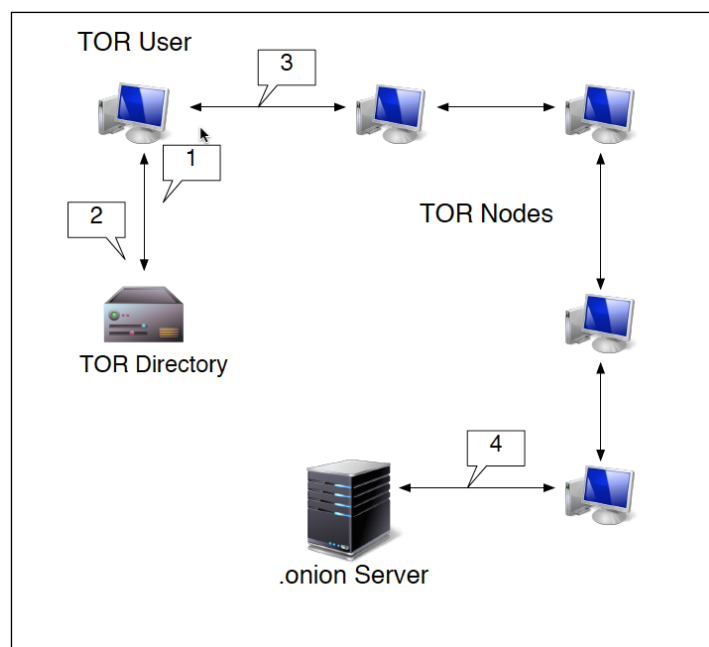 TOR User
3
1
2
TOR Nodes
TOR Directory
4
.onion Server